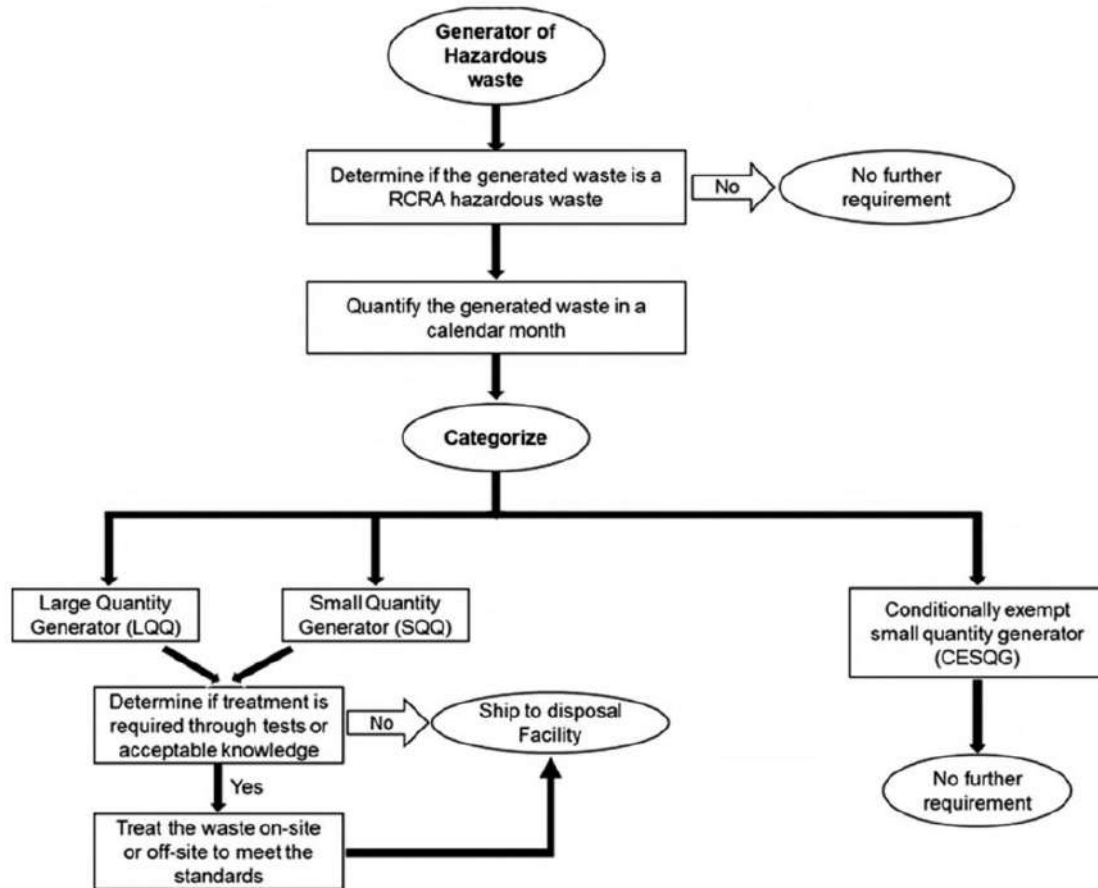 Generator of
Hazardous
waste
Determine if the generated waste is a
RCRA hazardous waste
No
No further
requirement
Quantify the generated waste in a
calendar month
Categorize
Large Quantity
Generator (LQQ)
Small Quantity
Generator (SQQ)
Conditionally exempt
small quantity generator
(CESQG)
Determine if treatment is
required through tests or
acceptable knowledge
No
Ship to disposal
Facility
Yes
Treat the waste on-site
or off-site to meet the
standards
No further
requirement